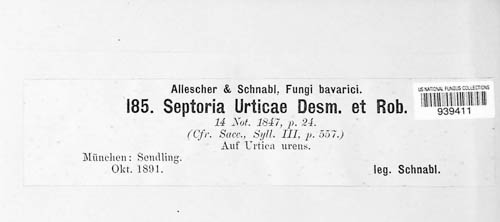 Allescher & Schnabl, Fungi bavarici.
185. Septoria Urticae Desm. et Rob.
14 Not. 1847, p. 24.
(Cfr. Sacc., Syll. III, p. 557.)
Auf Urtica urens.
München: Sendling.
Okt. 1891.
leg. Schnabl.
US NATIONAL FUNGUS COLLECTIONS
939411